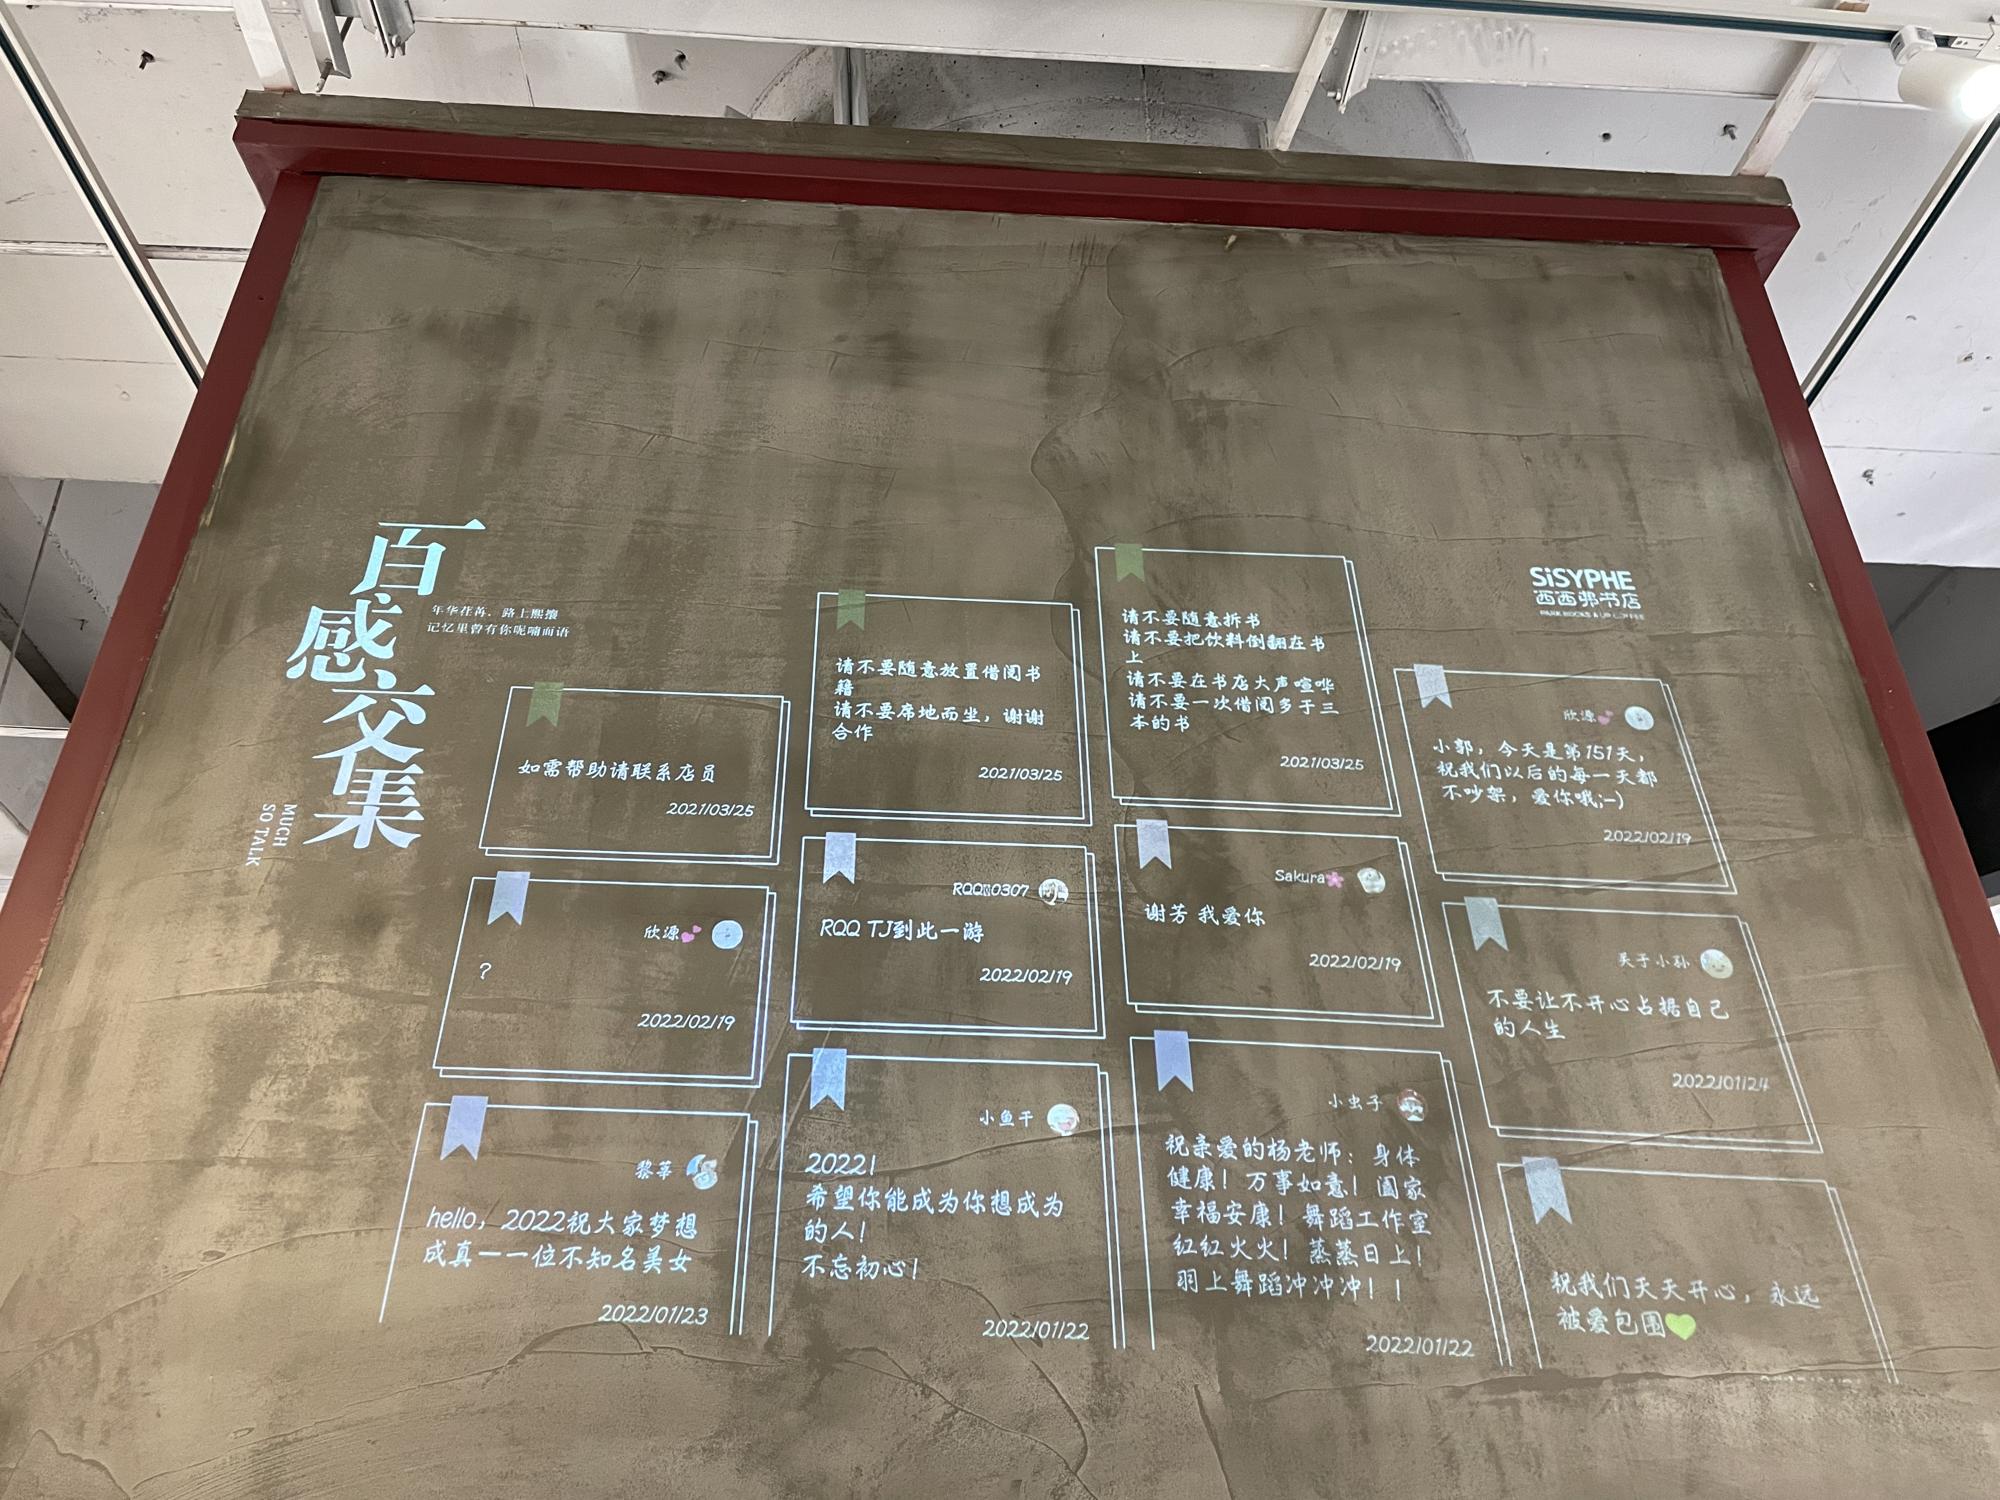 百感交集
年华荏苒，路上熙攘
记忆里曾有你呢喃而语
MUCH
SO TALK
SISYPHE
西西弗书店
PARK BOOKS & UP COFFEE
如需帮助请联系店员
2021/03/25
请不要随意放置借阅书
籍
请不要席地而坐，谢谢
合作
2021/03/25
请不要随意拆书
请不要把饮料倒翻在书
上
请不要在书店大声喧哗
请不要一次借阅多于三
本的书
2021/03/25
欣源💕
小郭，今天是第151天，
祝我们以后的每一天都
不吵架，爱你哦;-)
2022/02/19
欣源💕
？
2022/02/19
0307
RQQ TJ到此一游
2022/02/19
Sakura🌸
谢芳 我爱你
2022/02/19
关于小孙
不要让不开心占据自己
的人生
2022/01/24
黎莘
hello，2022祝大家梦想
成真——一位不知名美女
2022/01/23
小鱼干
2022！
希望你能成为你想成为
的人！
不忘初心！
2022/01/22
小虫子
祝亲爱的杨老师：身体
健康！万事如意！阖家
幸福安康！舞蹈工作室
红红火火！蒸蒸日上！
羽上舞蹈冲冲冲！！
2022/01/22
祝我们天天开心，永远
被爱包围💚